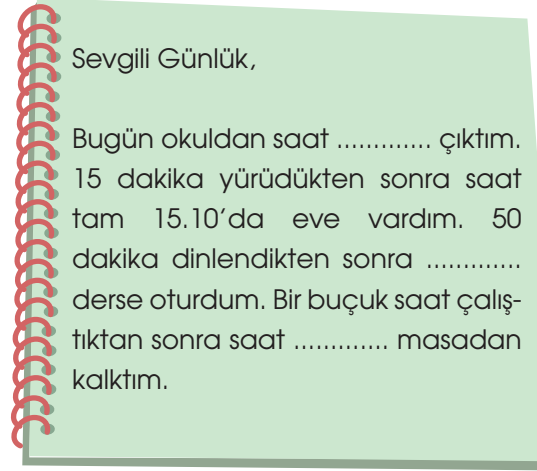 Sevgili Günlük,
Bugün okuldan saat ............. çıktım.
15 dakika yürüdükten sonra saat
tam 15.10’da eve vardım. 50
dakika dinlendikten sonra .............
derse oturdum. Bir buçuk saat çalış-
tıktan sonra saat ............. masadan
kalktım.